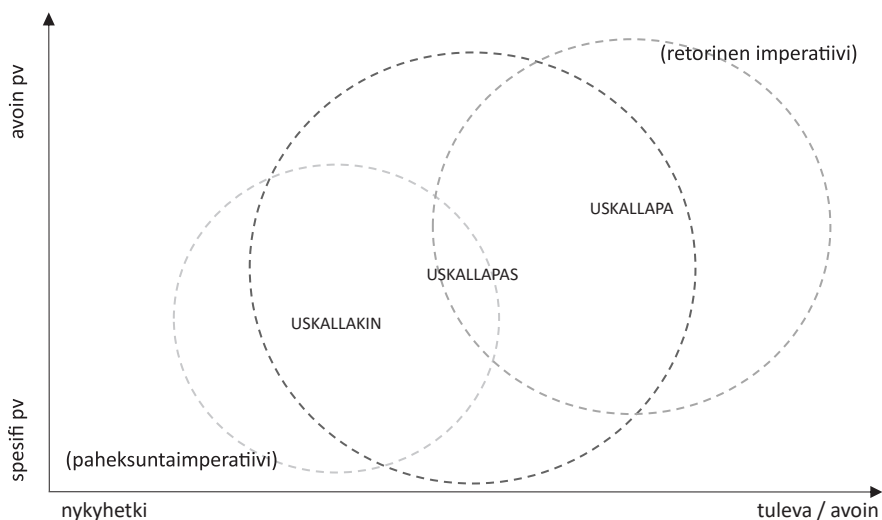 (retorinen imperatiivi)
avoin pv
USKALLAPA
USKALLAPAS
USKALLAKIN
spesifi pv
(paheksuntaimperatiivi)
nykyhetki
tuleva / avoin